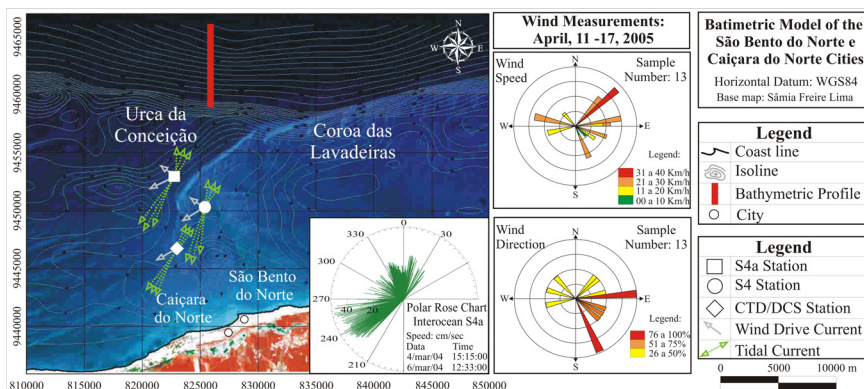 9465000
9460000
9455000
9450000
9445000
9440000
810000
815000
820000
825000
830000
835000
840000
845000
850000
N
W
E
S
Urca da
Conceição
Coroa das
Lavadeiras
São Bento
do Norte
Caiçara
do Norte
0
30
330
300
270
240
210
40
20
Polar Rose Chart
Interocean S4a
Speed: cm/sec
Data Time
4/mar/04 15:15:00
6/mar/04 12:33:00
Wind Measurements:
April, 11 -17, 2005
Wind
Speed
Sample
Number: 13
N
W
E
S
Legend:
31 a 40 Km/h
21 a 30 Km/h
11 a 20 Km/h
00 a 10 Km/h
Wind
Direction
Sample
Number: 13
N
W
E
S
Legend:
76 a 100%
51 a 75%
26 a 50%
Batimetric Model of the
São Bento do Norte e
Caiçara do Norte Cities
Horizontal Datum: WGS84
Base map: Sâmia Freire Lima
Legend
Coast line
Isoline
Bathymetric Profile
City
Legend
S4a Station
S4 Station
CTD/DCS Station
Wind Drive Current
Tidal Current
0 5000 10000 m